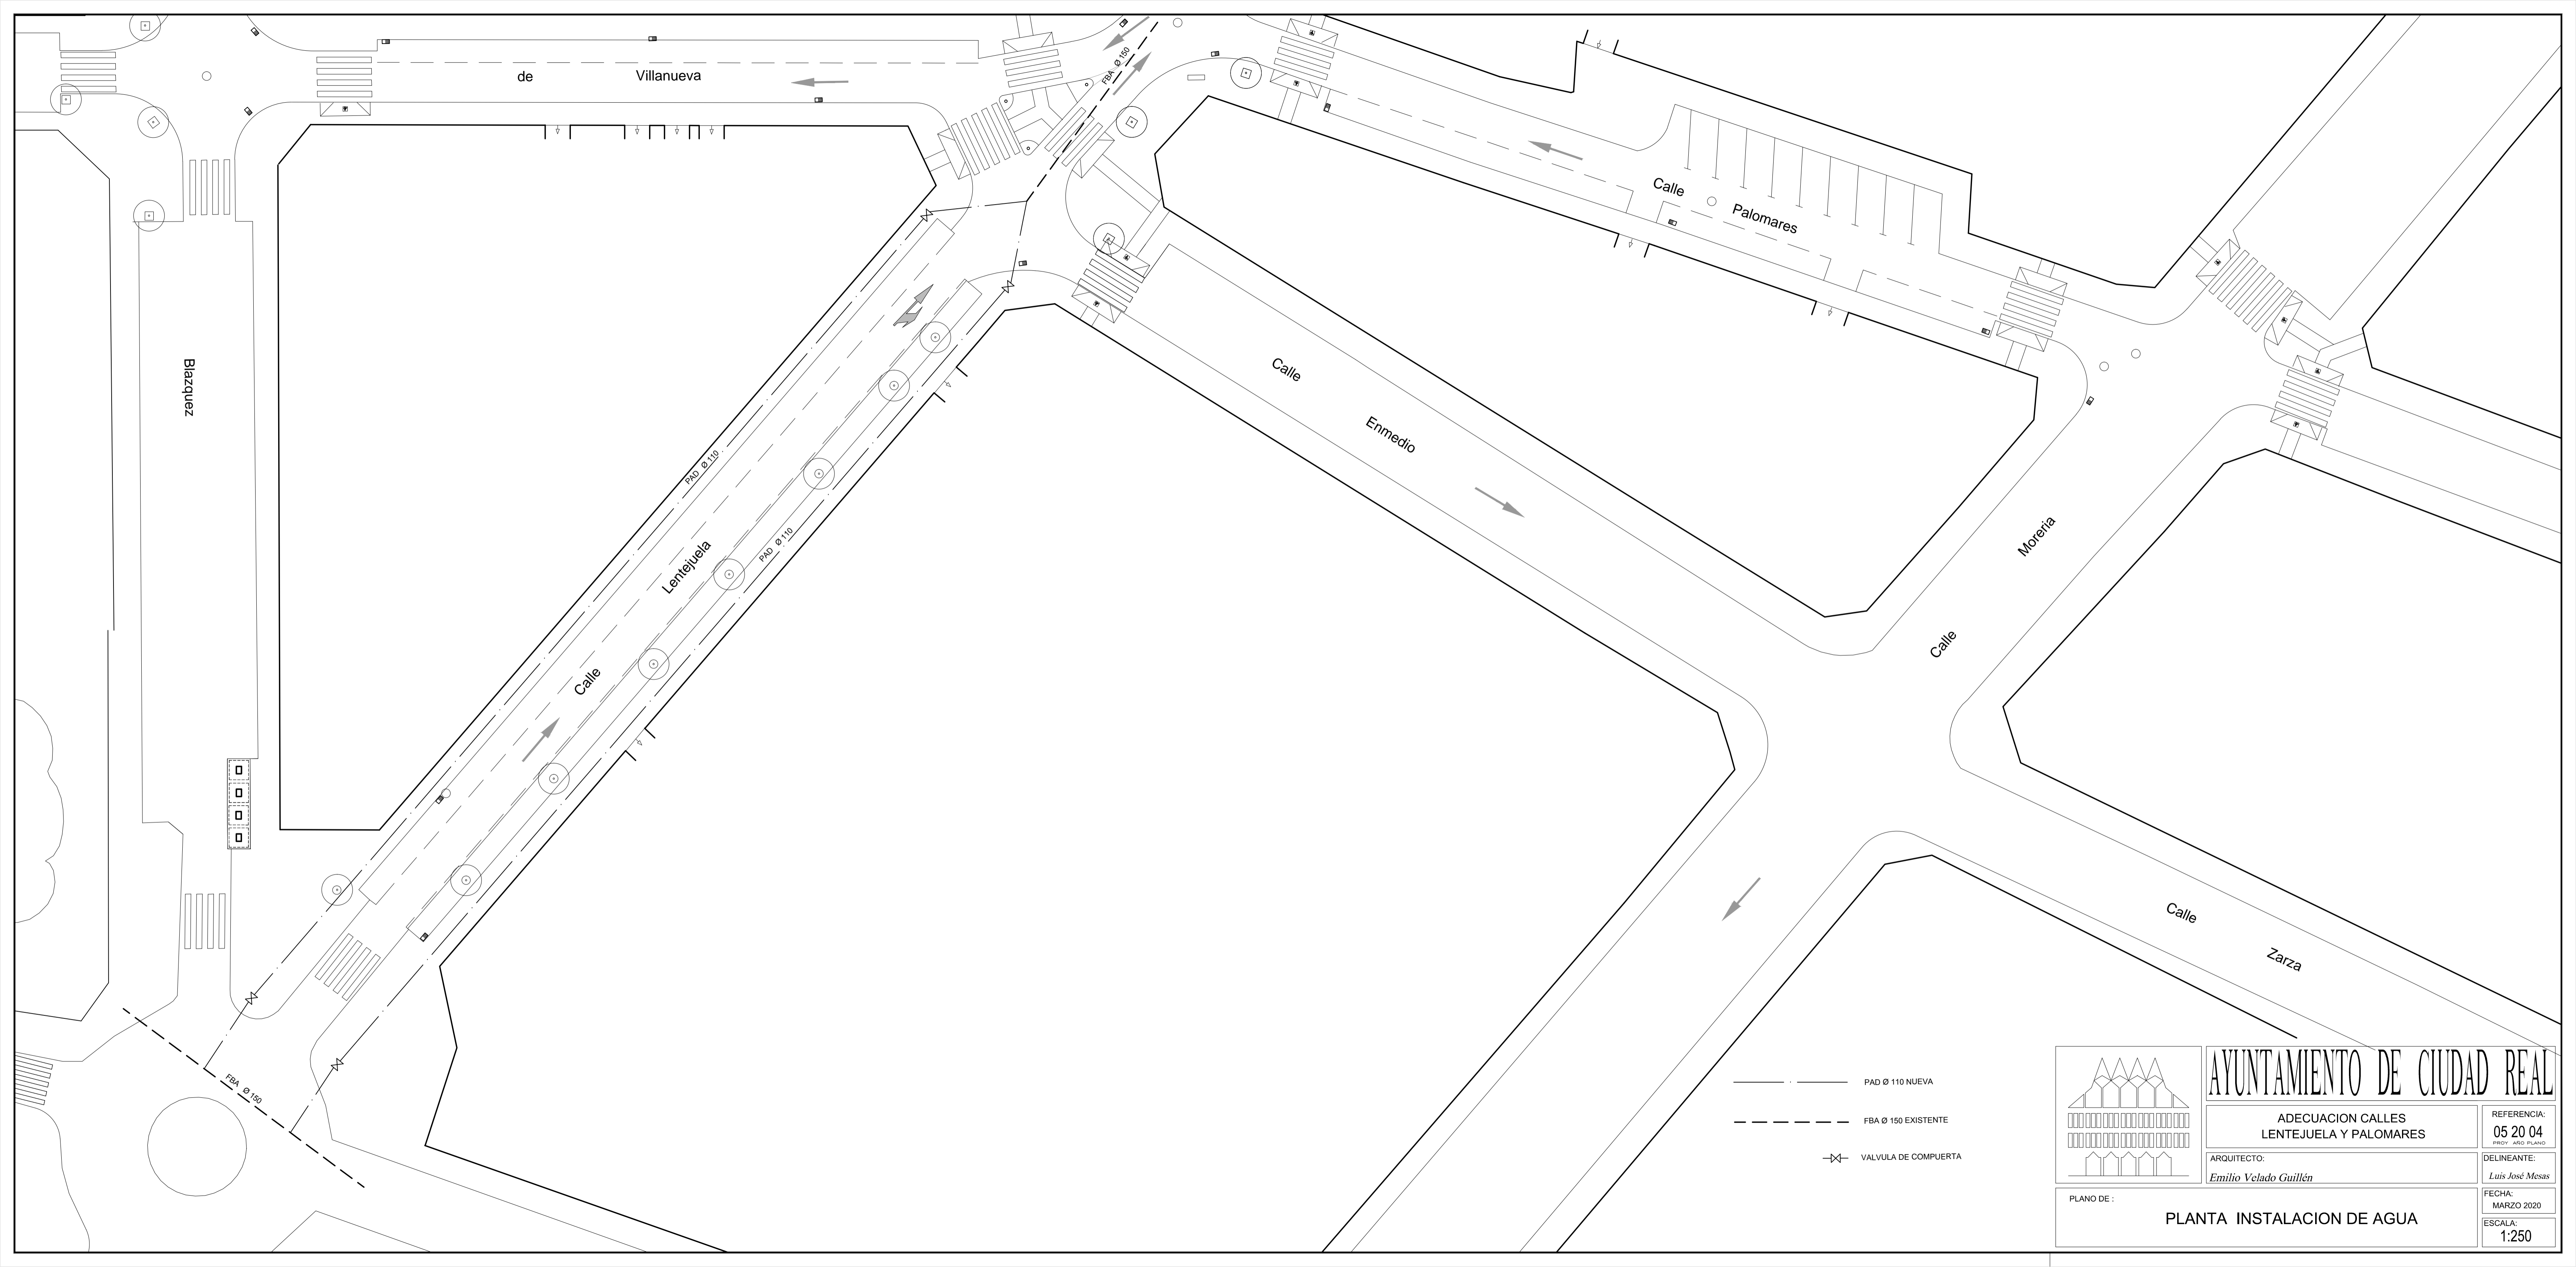 de Villanueva
FBA Ø 150
Calle Palomares
Blazquez
Calle Enmedio
PAD Ø 110
PAD Ø 110
Calle Lentejuela
Calle Moreria
Calle Zarza
FBA Ø 150
PAD Ø 110 NUEVA
FBA Ø 150 EXISTENTE
VALVULA DE COMPUERTA
AYUNTAMIENTO DE CIUDAD REAL
ADECUACION CALLES
LENTEJUELA Y PALOMARES
REFERENCIA:
05 20 04
PROY AÑO PLANO
ARQUITECTO:
Emilio Velado Guillén
DELINEANTE:
Luis José Mesas
PLANO DE :
PLANTA INSTALACION DE AGUA
FECHA:
MARZO 2020
ESCALA:
1:250